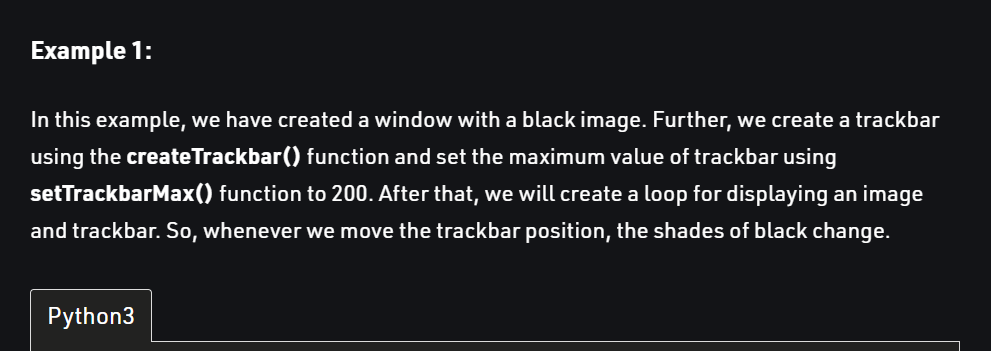 Example 1:
In this example, we have created a window with a black image. Further, we create a trackbar
using the createTrackbar() function and set the maximum value of trackbar using
setTrackbarMax() function to 200. After that, we will create a loop for displaying an image
and trackbar. So, whenever we move the trackbar position, the shades of black change.
Python3